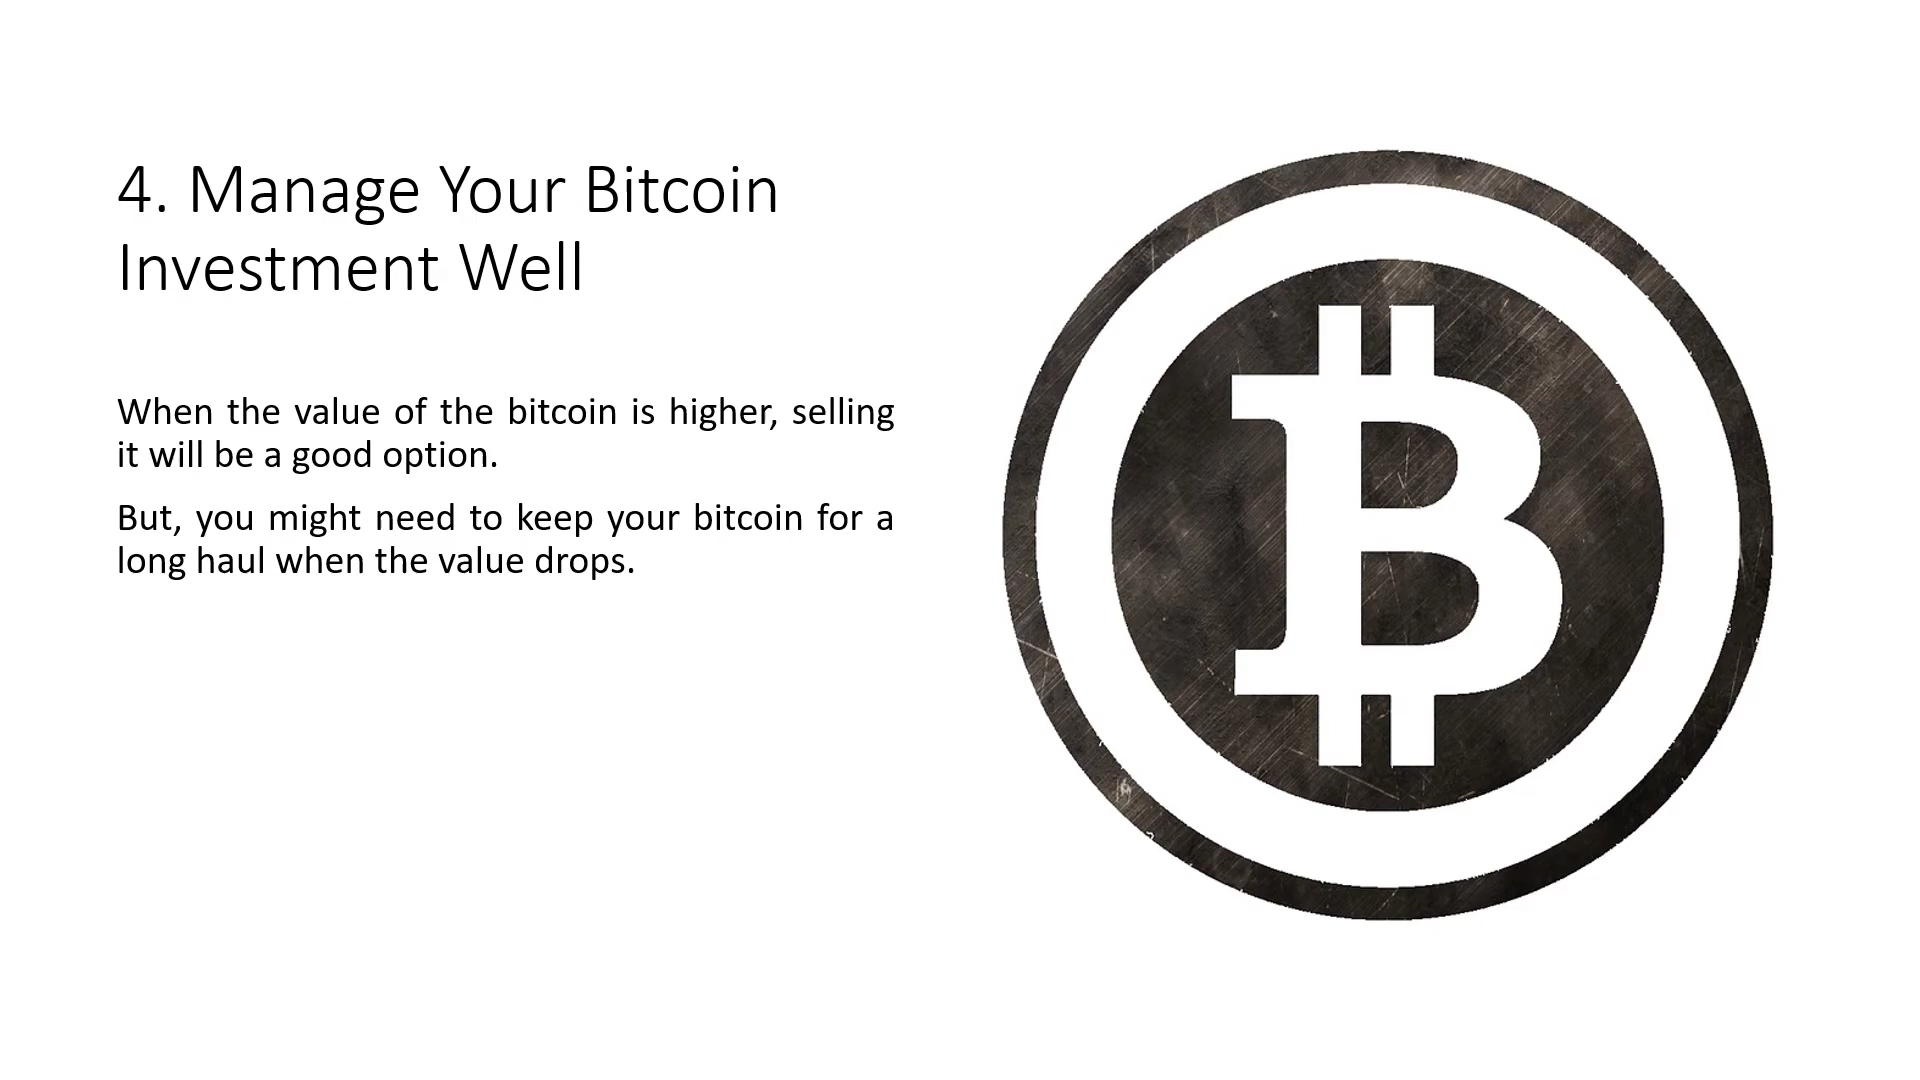 4. Manage Your Bitcoin
Investment Well
When the value of the bitcoin is higher, selling
it will be a good option.
But, you might need to keep your bitcoin for a
long haul when the value drops.